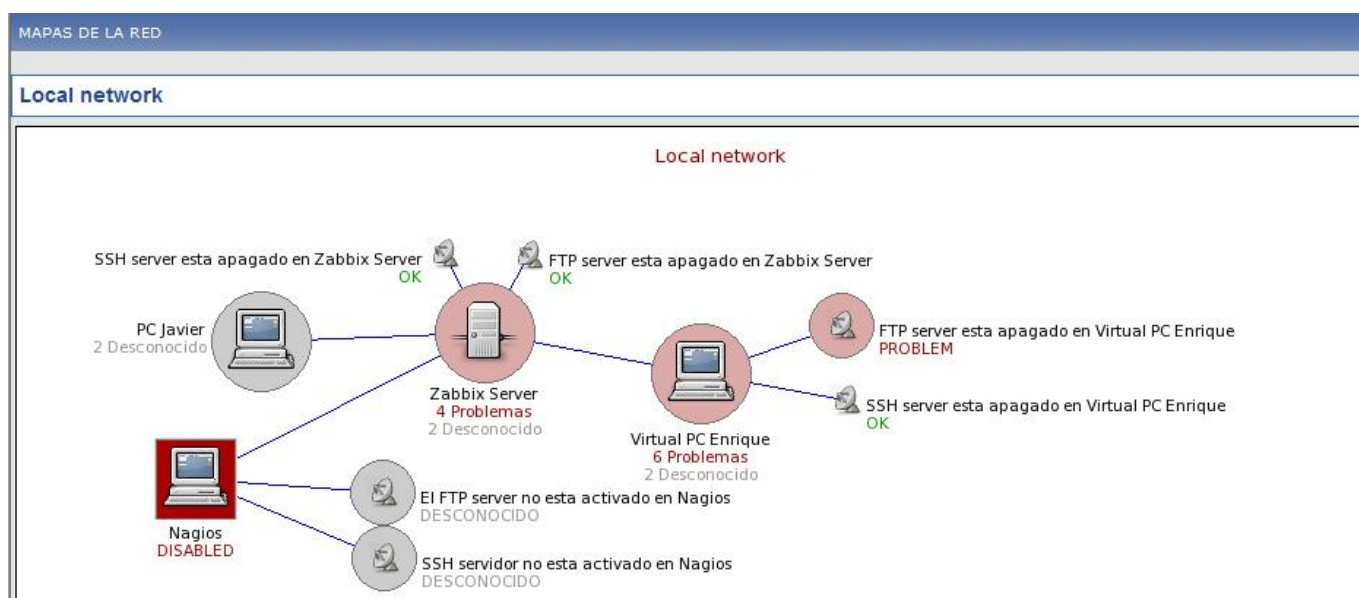 MAPAS DE LA RED
Local network
Local network
SSH server esta apagado en Zabbix Server
OK
FTP server esta apagado en Zabbix Server
OK
PC Javier
2 Desconocido
Zabbix Server
4 Problemas
2 Desconocido
FTP server esta apagado en Virtual PC Enrique
PROBLEM
SSH server esta apagado en Virtual PC Enrique
OK
Virtual PC Enrique
6 Problemas
2 Desconocido
Nagios
DISABLED
El FTP server no esta activado en Nagios
DESCONOCIDO
SSH servidor no esta activado en Nagios
DESCONOCIDO